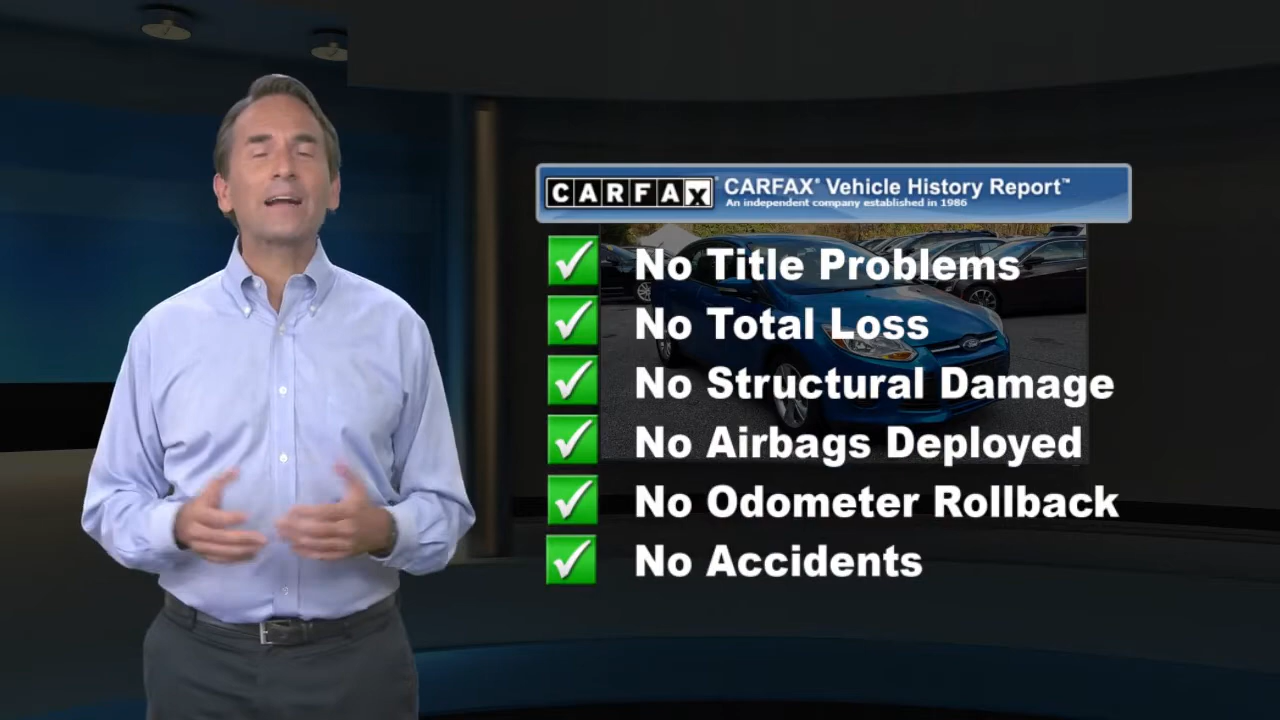 CARFAX® CARFAX® Vehicle History Report™
An independent company established in 1986
No Title Problems
No Total Loss
No Structural Damage
No Airbags Deployed
No Odometer Rollback
No Accidents
Ford